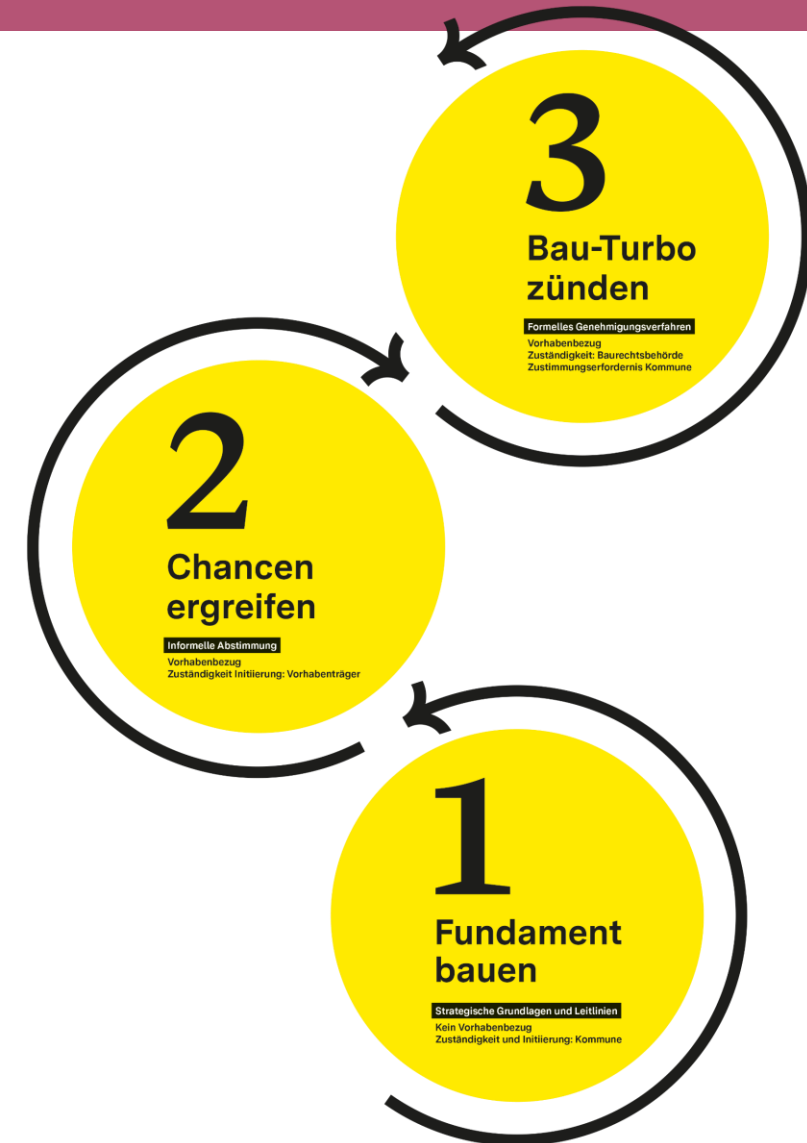 3
Bau-Turbo
zünden
Formelles Genehmigungsverfahren
Vorhabenbezug
Zuständigkeit: Baurechtsbehörde
Zustimmungserfordernis Kommune
2
Chancen
ergreifen
Informelle Abstimmung
Vorhabenbezug
Zuständigkeit Initiierung: Vorhabenträger
1
Fundament
bauen
Strategische Grundlagen und Leitlinien
Kein Vorhabenbezug
Zuständigkeit und Initiierung: Kommune